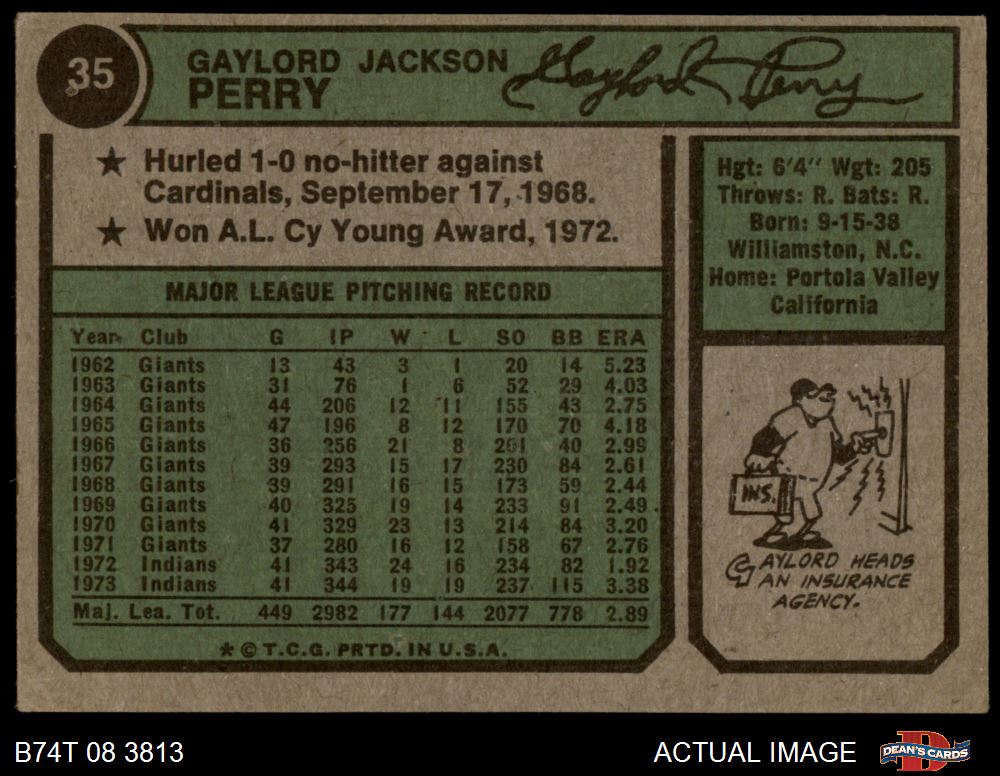 35
GAYLORD JACKSON
PERRY
Gaylord Perry
★ Hurled 1-0 no-hitter against
Cardinals, September 17, 1968.
★ Won A.L. Cy Young Award, 1972.
Hgt: 6'4" Wgt: 205
Throws: R. Bats: R.
Born: 9-15-38
Williamston, N.C.
Home: Portola Valley
California
MAJOR LEAGUE PITCHING RECORD
Year Club G IP W L SO BB ERA
1962 Giants 13 43 3 1 20 14 5.23
1963 Giants 31 76 1 6 52 29 4.03
1964 Giants 44 206 12 11 155 43 2.75
1965 Giants 47 196 8 12 170 70 4.18
1966 Giants 36 256 21 8 201 40 2.99
1967 Giants 39 293 15 17 230 84 2.61
1968 Giants 39 291 16 15 173 59 2.44
1969 Giants 40 325 19 14 233 91 2.49
1970 Giants 41 329 23 13 214 84 3.20
1971 Giants 37 280 16 12 158 67 2.76
1972 Indians 41 343 24 16 234 82 1.92
1973 Indians 41 344 19 19 237 115 3.38
Maj. Lea. Tot. 449 2982 177 144 2077 778 2.89
* © T.C.G. PRTD. IN U.S.A.
INS.
GAYLORD HEADS
AN INSURANCE
AGENCY.
B74T 08 3813
ACTUAL IMAGE
DEAN'S CARDS